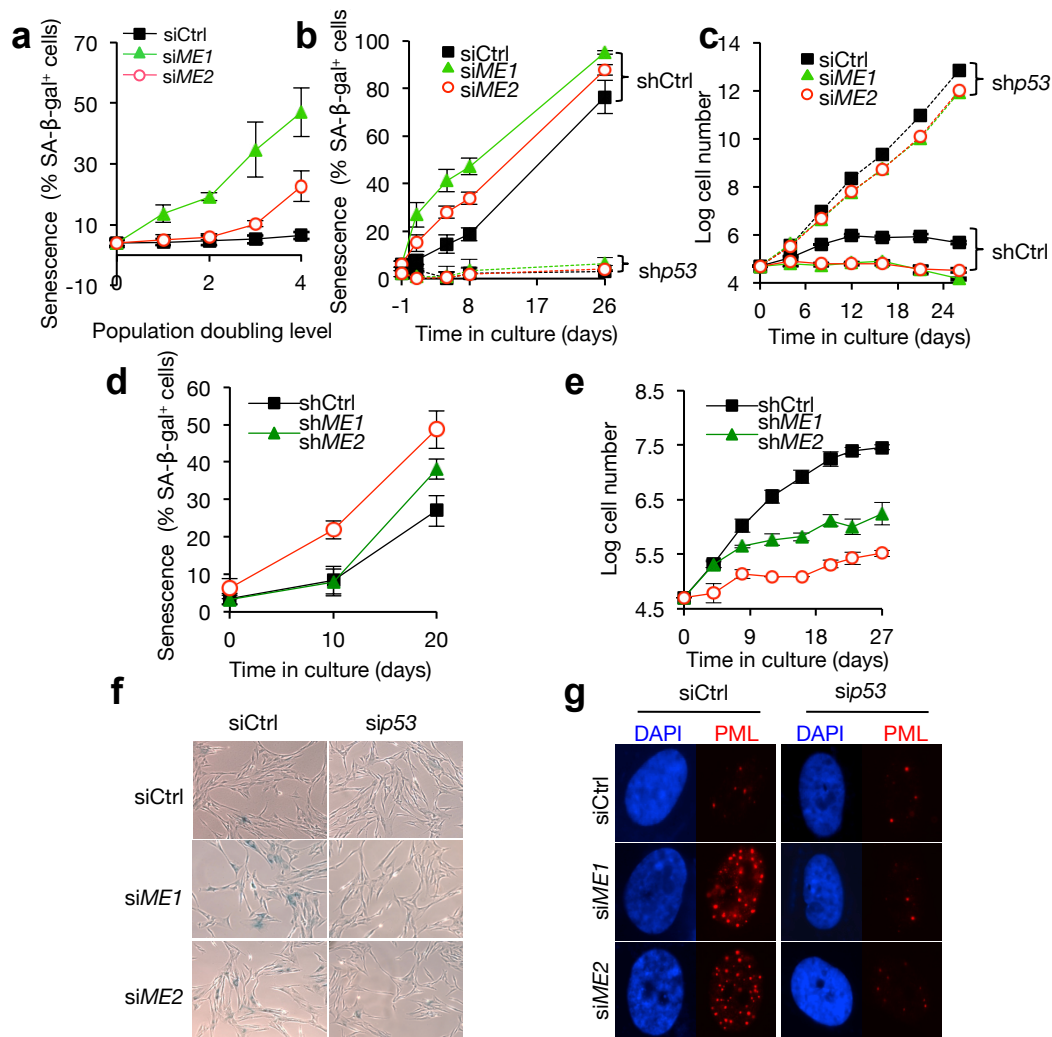 a
siCtrl
siME1
siME2
Senescence (% SA-β-gal+ cells)
70
50
30
10
-10
0
2
4
Population doubling level
b
siCtrl
siME1
siME2
shCtrl
shp53
Senescence (% SA-β-gal+ cells)
100
80
60
40
20
0
-1
8
17
26
Time in culture (days)
c
siCtrl
siME1
siME2
shp53
shCtrl
Log cell number
14
12
10
8
6
4
0
6
12
18
24
Time in culture (days)
d
shCtrl
shME1
shME2
Senescence (% SA-β-gal+ cells)
60
50
40
30
20
10
0
0
10
20
Time in culture (days)
e
shCtrl
shME1
shME2
Log cell number
8.5
7.5
6.5
5.5
4.5
0
9
18
27
Time in culture (days)
f
siCtrl
sip53
siCtrl
siME1
siME2
g
siCtrl
sip53
DAPI
PML
DAPI
PML
siCtrl
siME1
siME2